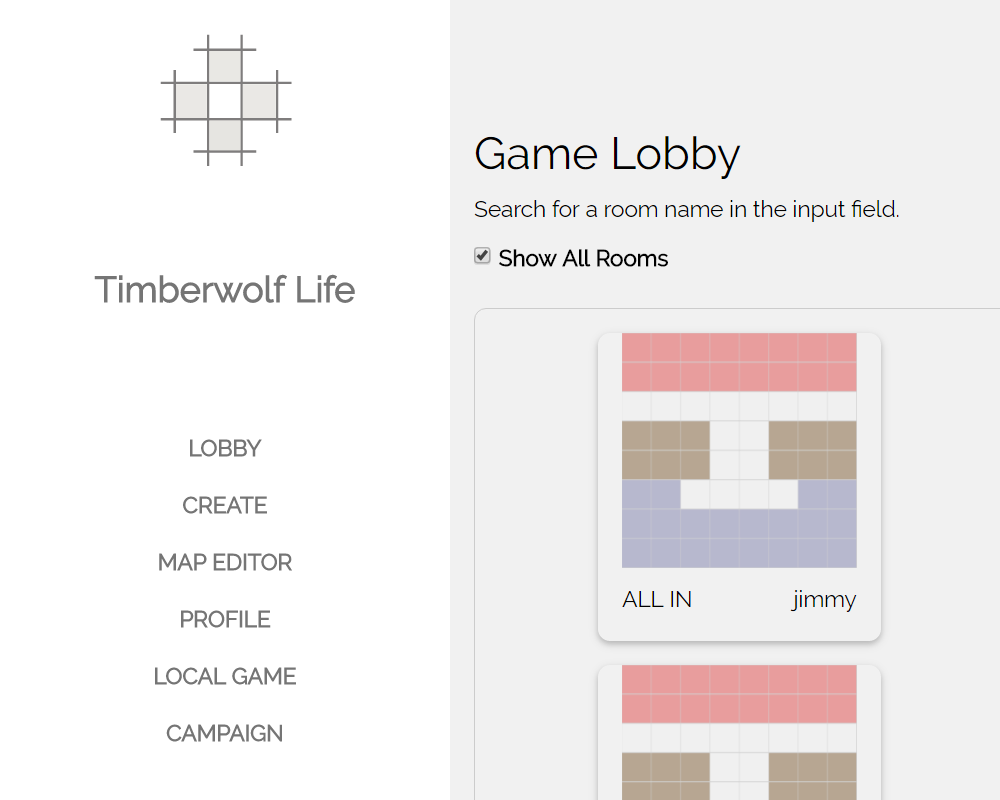 Timberwolf Life
LOBBY
CREATE
MAP EDITOR
PROFILE
LOCAL GAME
CAMPAIGN
Game Lobby
Search for a room name in the input field.
Show All Rooms
ALL IN jimmy